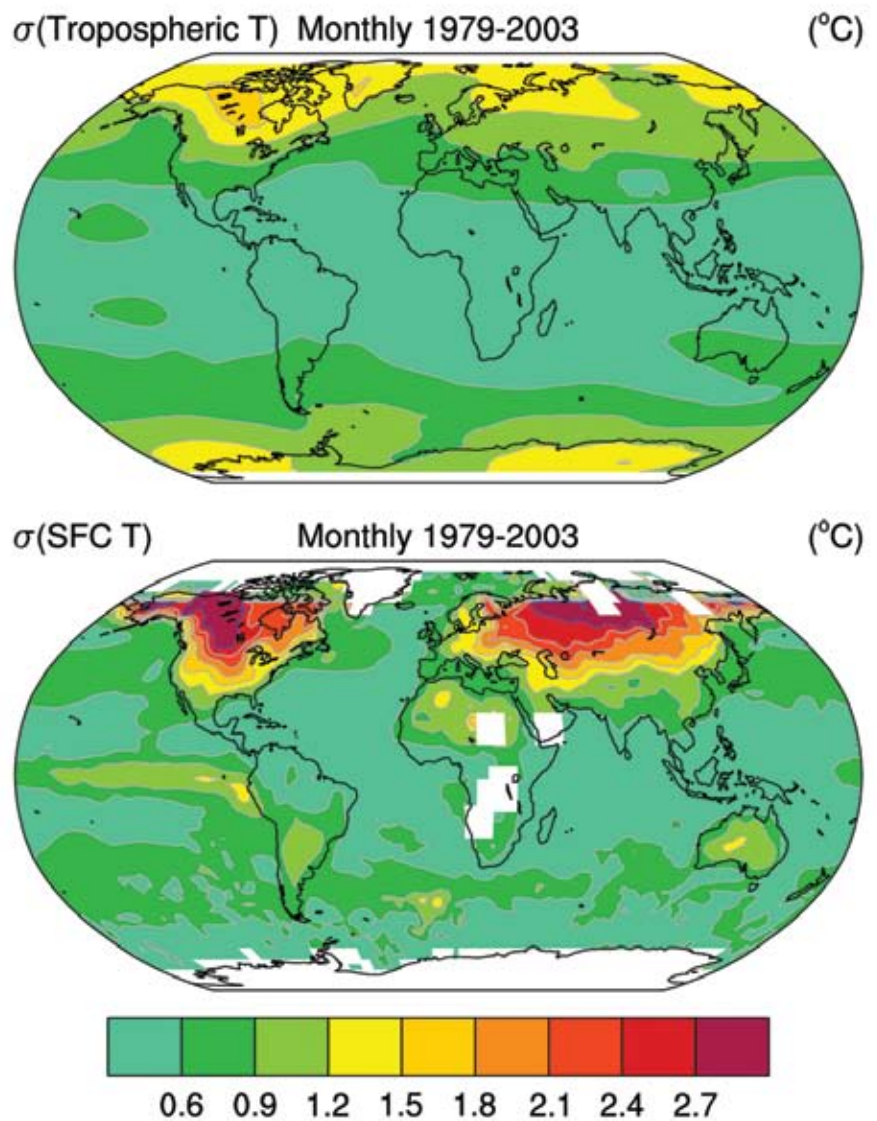 σ(Tropospheric T) Monthly 1979-2003 (°C)
σ(SFC T) Monthly 1979-2003 (°C)
0.6 0.9 1.2 1.5 1.8 2.1 2.4 2.7